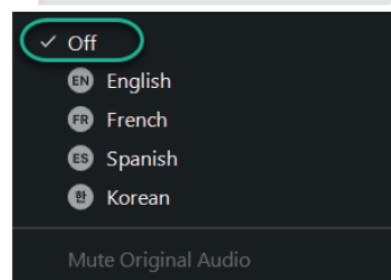 ✓ Off
EN English
FR French
ES Spanish
한 Korean
Mute Original Audio